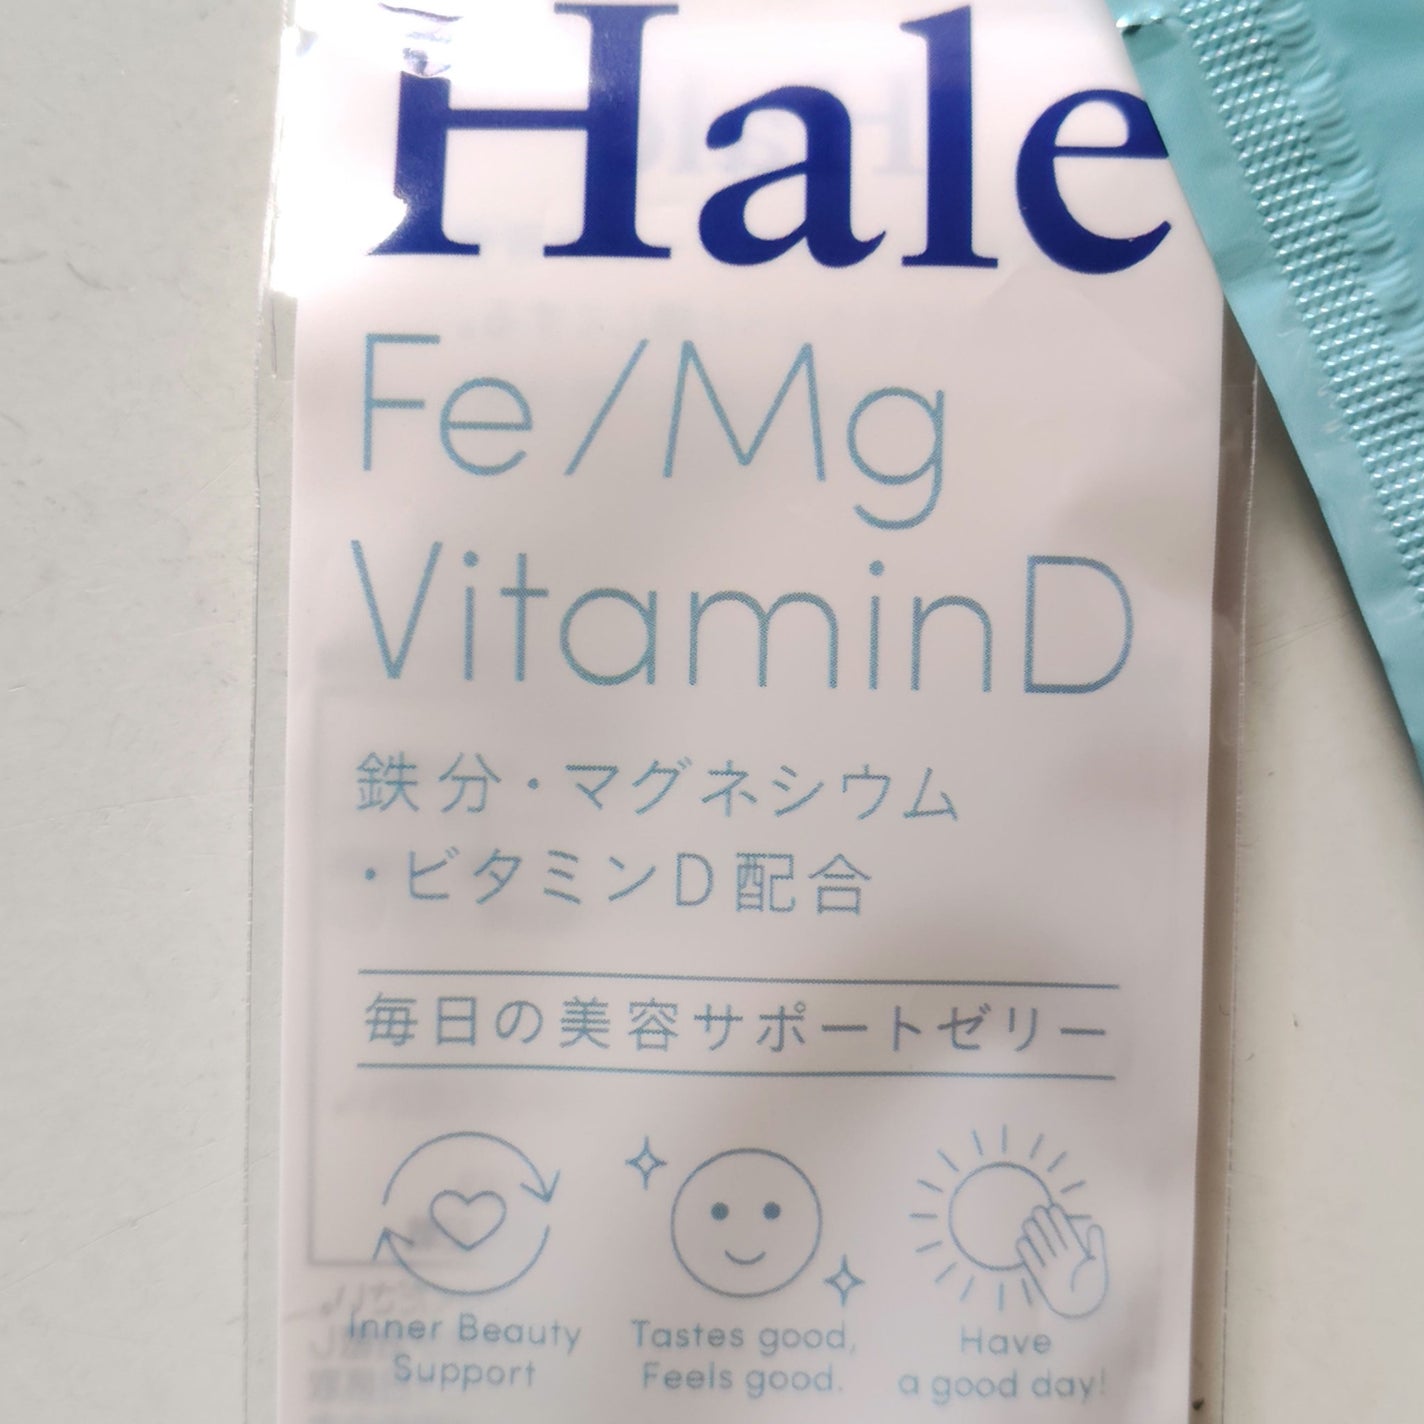 Hale
Fe/Mg
VitaminD
鉄分・マグネシウム
・ビタミンD配合
毎日の美容サポートゼリー
Inner Beauty
Support
Tastes good,
Feels good.
Have
a good day!